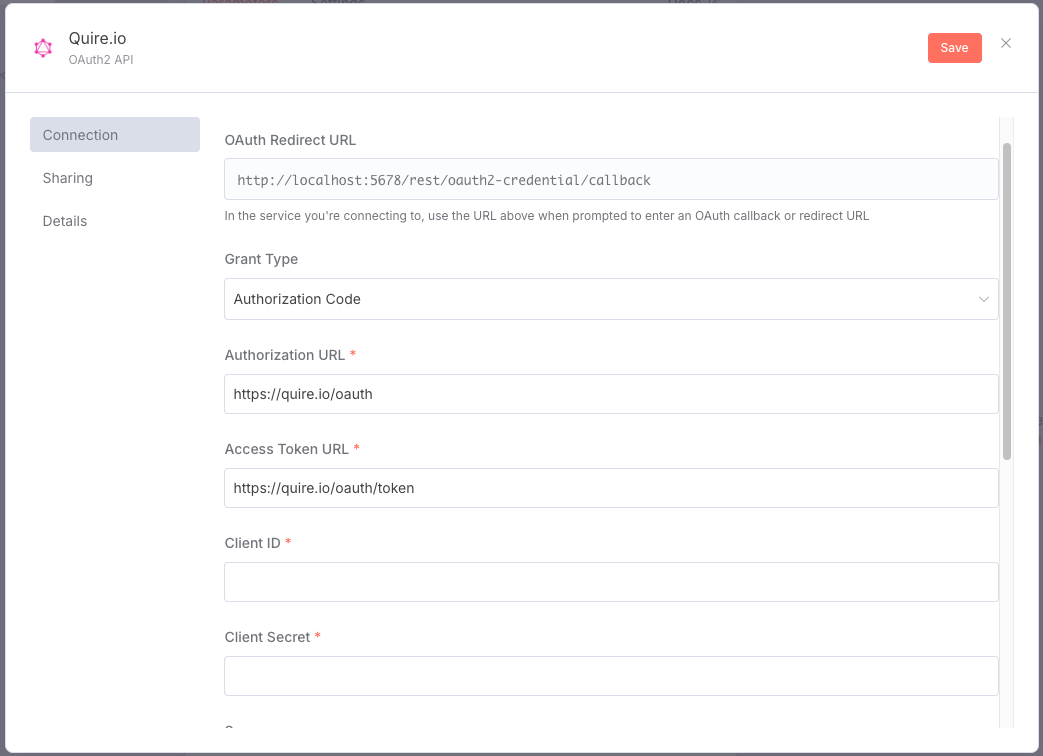 Parameters Settings Docs
Quire.io
OAuth2 API
Save
Connection
Sharing
Details
OAuth Redirect URL
http://localhost:5678/rest/oauth2-credential/callback
In the service you're connecting to, use the URL above when prompted to enter an OAuth callback or redirect URL
Grant Type
Authorization Code
Authorization URL *
https://quire.io/oauth
Access Token URL *
https://quire.io/oauth/token
Client ID *
Client Secret *